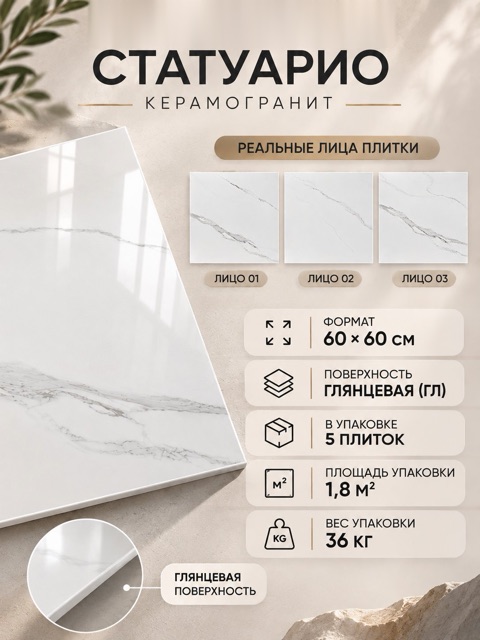 СТАТУАРИО
КЕРАМОГРАНИТ
РЕАЛЬНЫЕ ЛИЦА ПЛИТКИ
ЛИЦО 01
ЛИЦО 02
ЛИЦО 03
ФОРМАТ
60 × 60 СМ
ПОВЕРХНОСТЬ
ГЛЯНЦЕВАЯ (ГЛ)
В УПАКОВКЕ
5 ПЛИТОК
М²
ПЛОЩАДЬ УПАКОВКИ
1,8 М²
KG
ВЕС УПАКОВКИ
36 КГ
ГЛЯНЦЕВАЯ
ПОВЕРХНОСТЬ